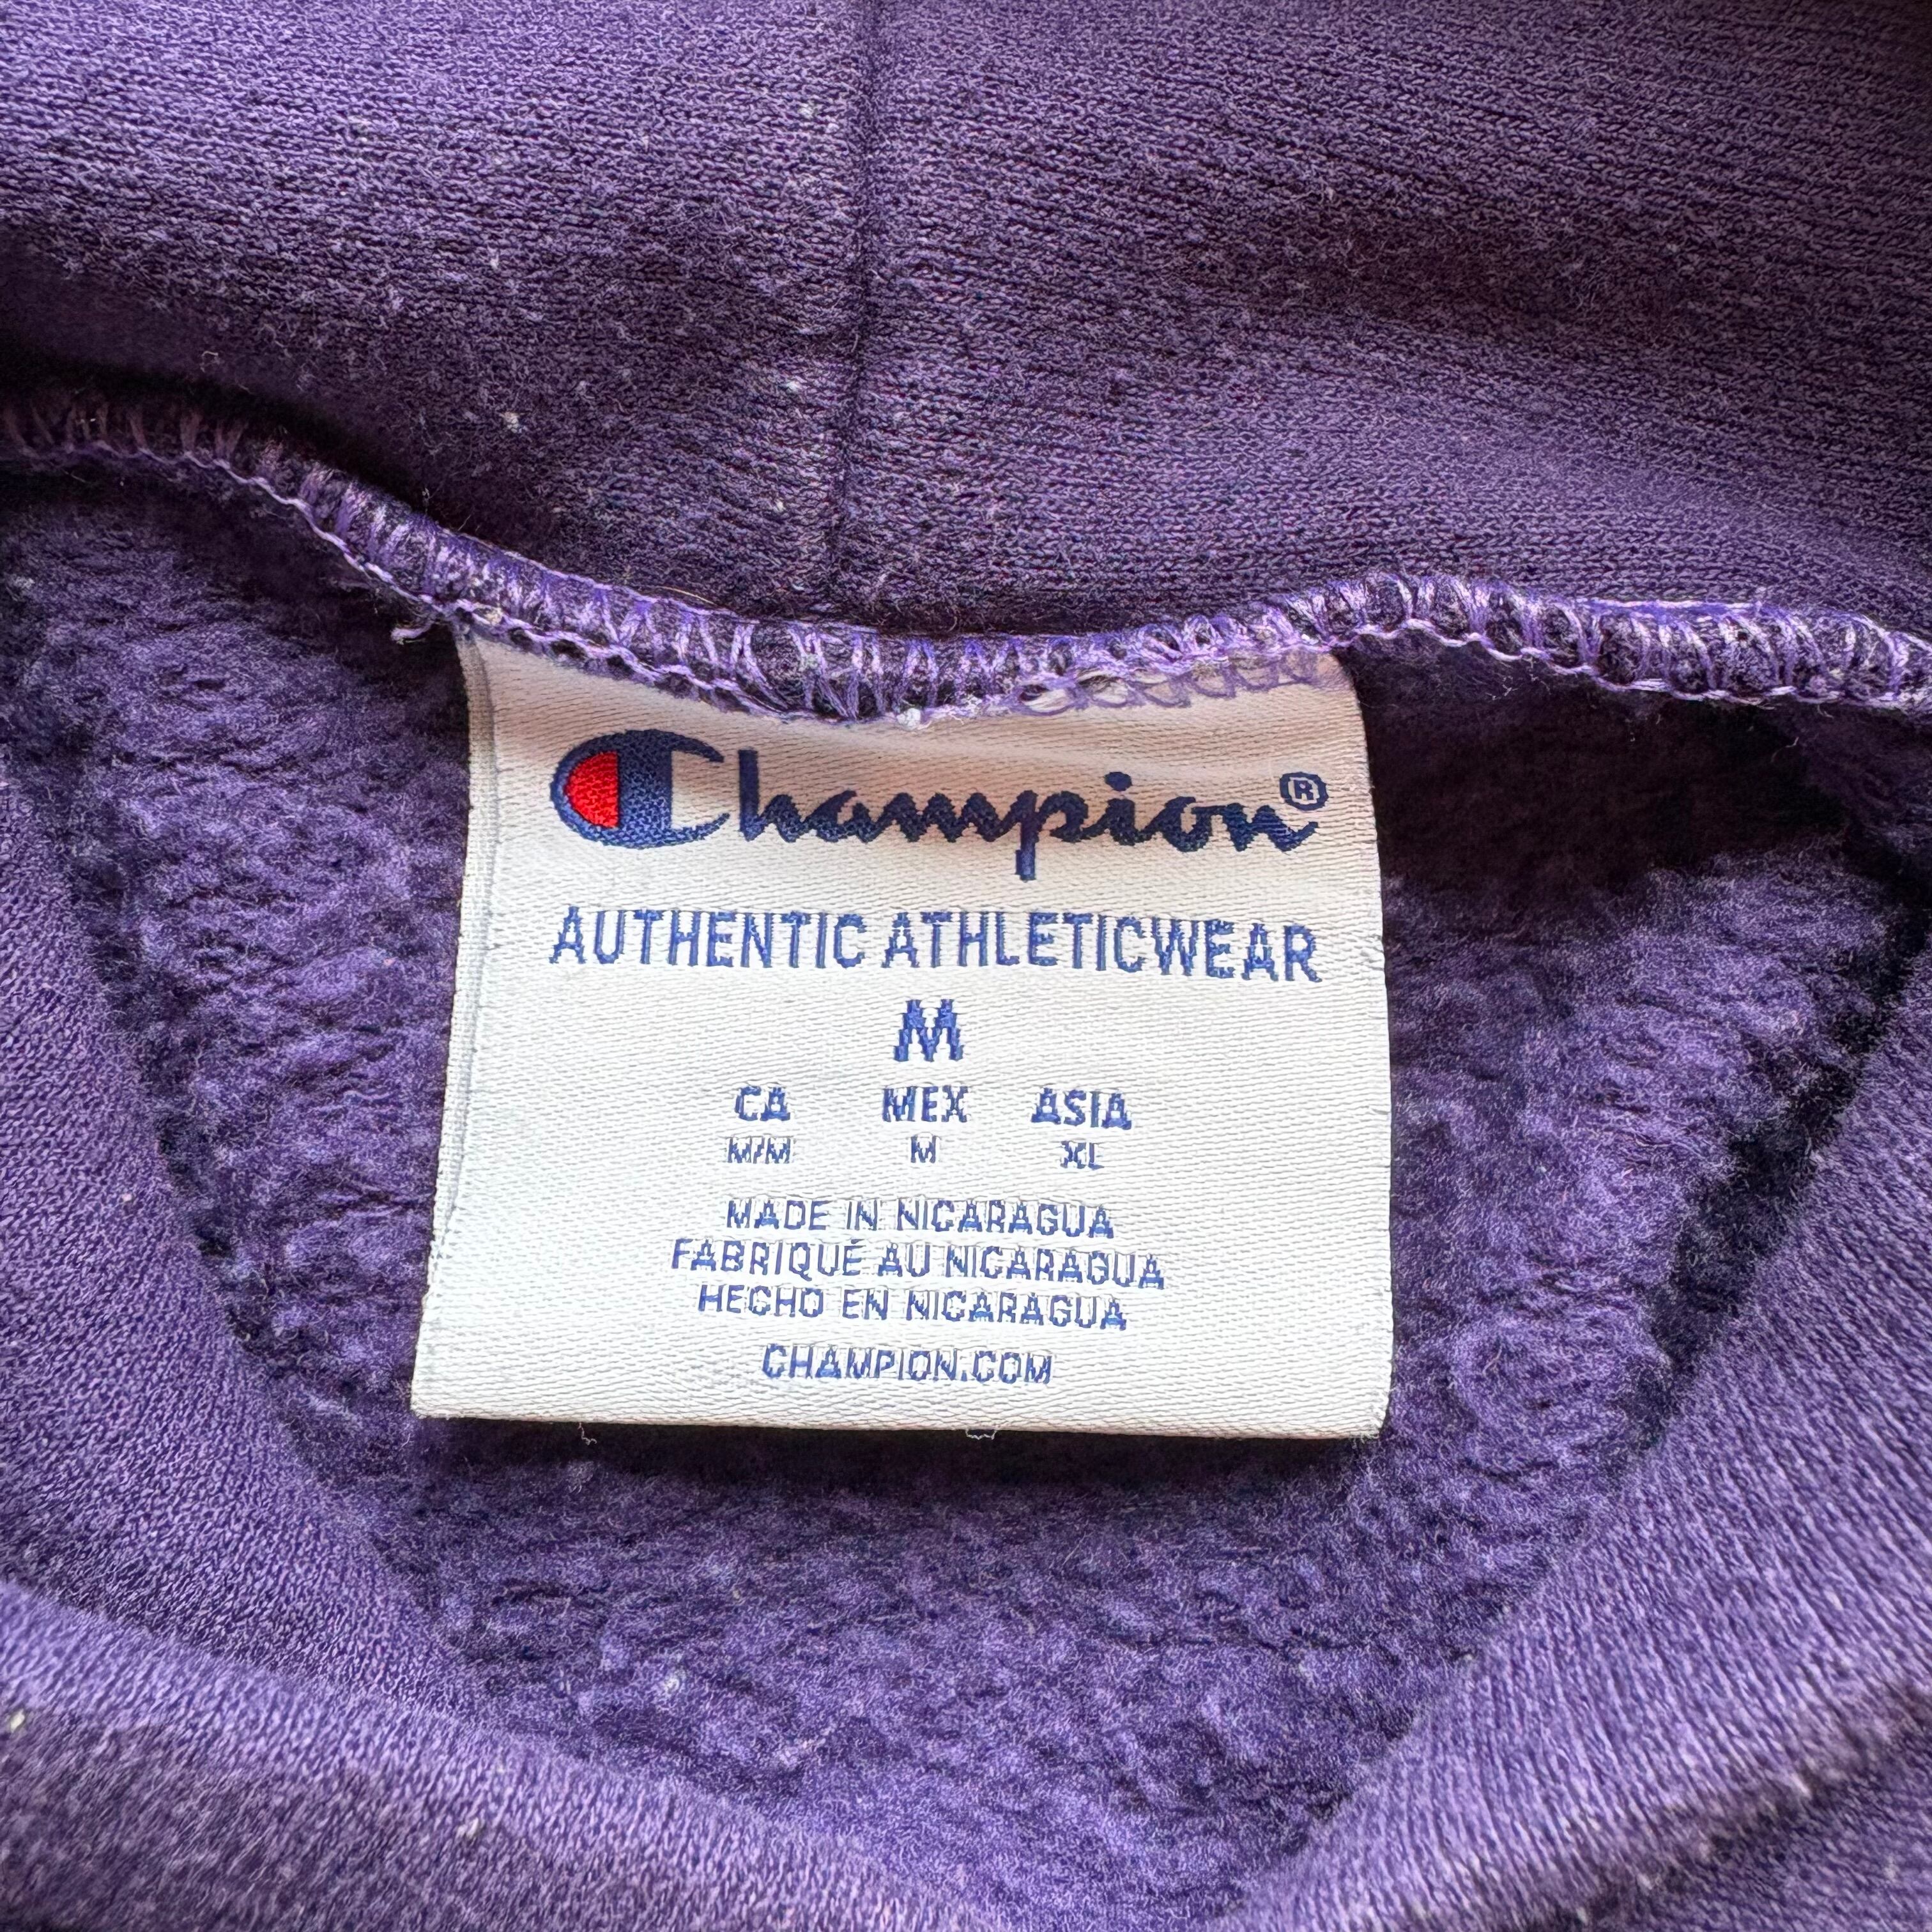 Champion®
AUTHENTIC ATHLETICWEAR
M
CA MEX ASIA
M/M M XL
MADE IN NICARAGUA
FABRIQUÉ AU NICARAGUA
HECHO EN NICARAGUA
CHAMPION.COM